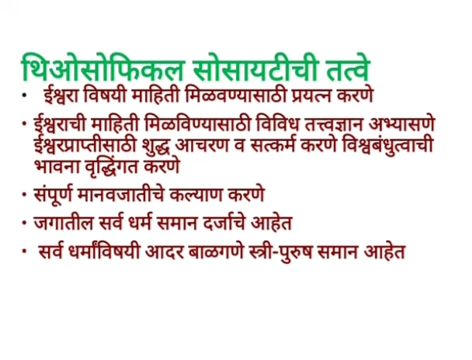 थिओसोफिकल सोसायटीची तत्वे
• ईश्वरा विषयी माहिती मिळवण्यासाठी प्रयत्न करणे
• ईश्वराची माहिती मिळविण्यासाठी विविध तत्त्वज्ञान अभ्यासणे
ईश्वरप्राप्तीसाठी शुद्ध आचरण व सत्कर्म करणे विश्वबंधुत्वाची
भावना वृद्धिंगत करणे
• संपूर्ण मानवजातीचे कल्याण करणे
• जगातील सर्व धर्म समान दर्जाचे आहेत
• सर्व धर्मांविषयी आदर बाळगणे स्त्री-पुरुष समान आहेत